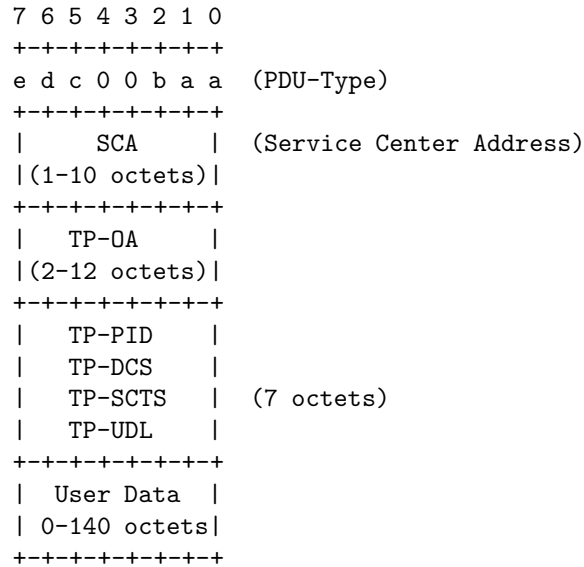 7 6 5 4 3 2 1 0
+-+-+-+-+-+-+-+
e d c 0 0 b a a  (PDU-Type)
+-+-+-+-+-+-+-+
|     SCA     |  (Service Center Address)
|(1-10 octets)|
+-+-+-+-+-+-+-+
|   TP-OA     |
|(2-12 octets)|
+-+-+-+-+-+-+-+
|   TP-PID    |
|   TP-DCS    |
|   TP-SCTS   |  (7 octets)
|   TP-UDL    |
+-+-+-+-+-+-+-+
|  User Data  |
| 0-140 octets|
+-+-+-+-+-+-+-+